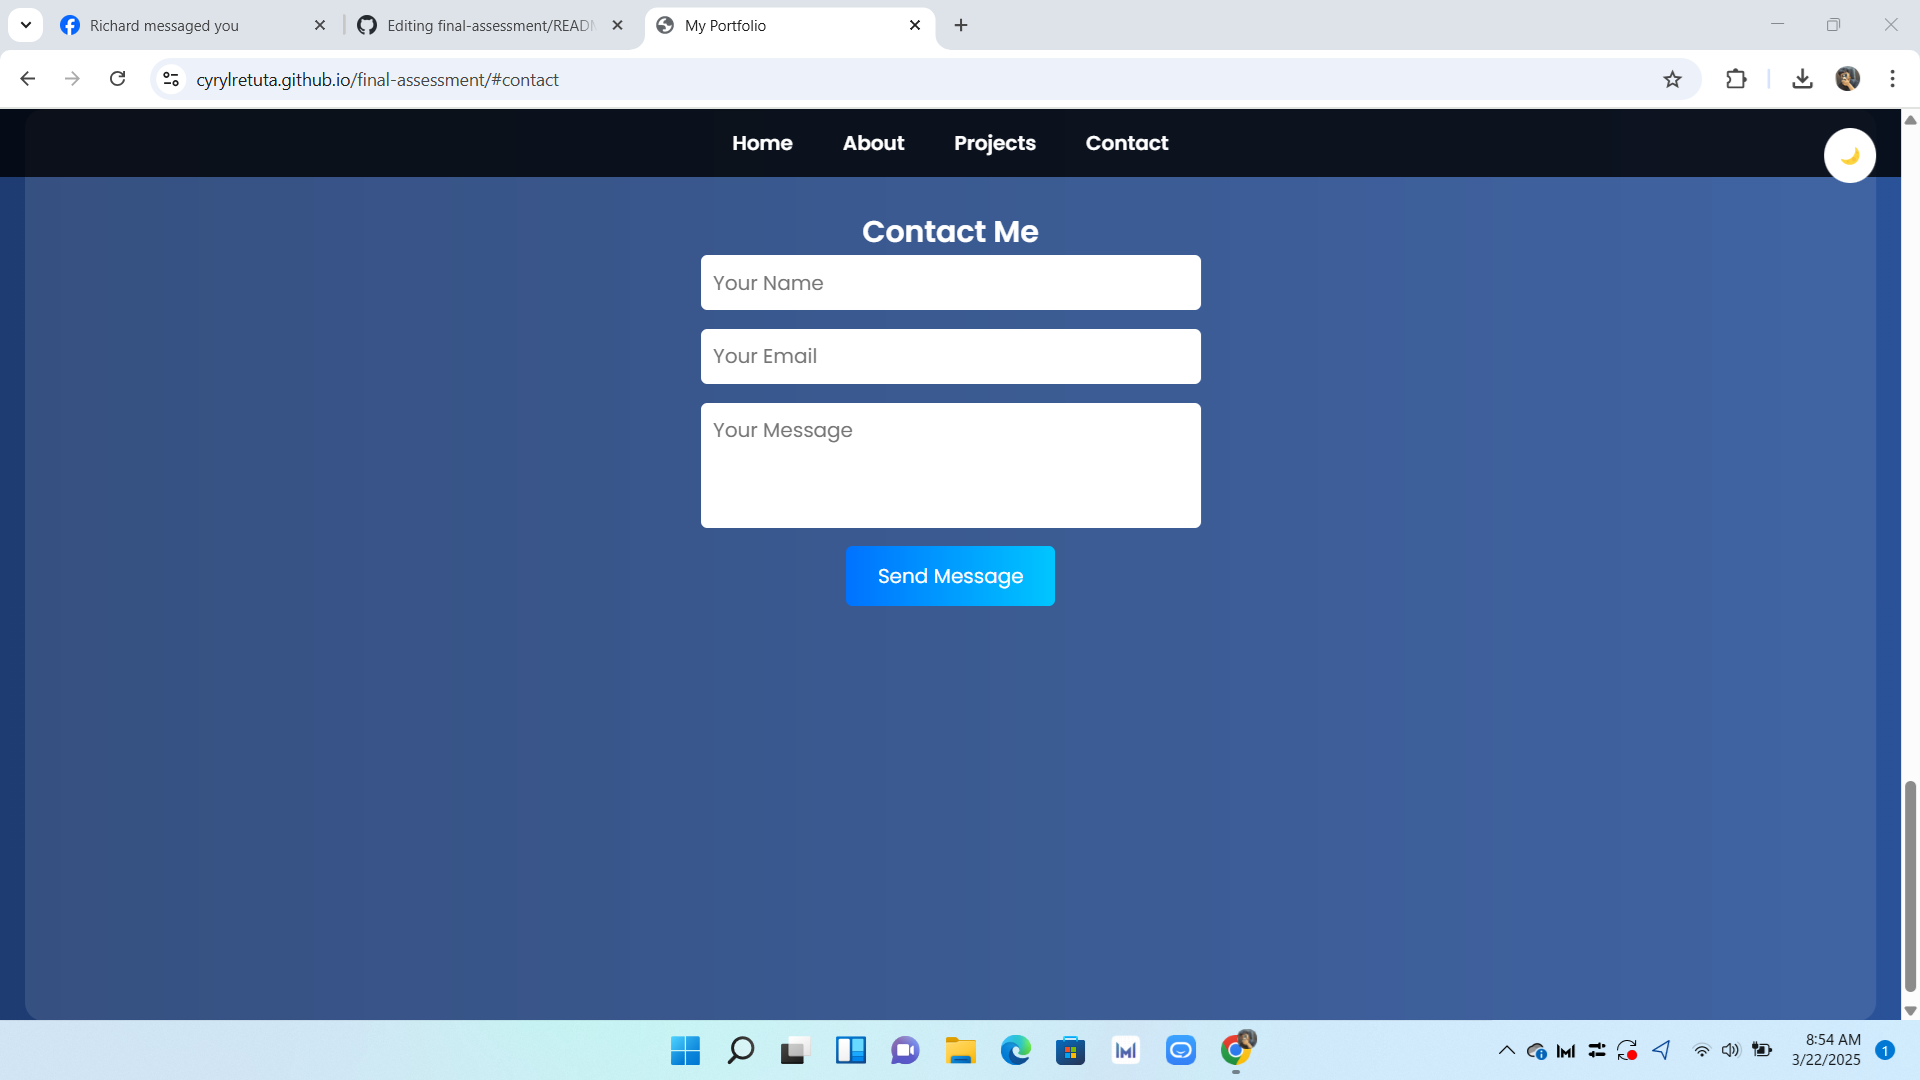 Richard messaged you
Editing final-assessment/READM
My Portfolio
cyrylretuta.github.io/final-assessment/#contact
Home About Projects Contact
Contact Me
Your Name
Your Email
Your Message
Send Message
8:54 AM
3/22/2025
1